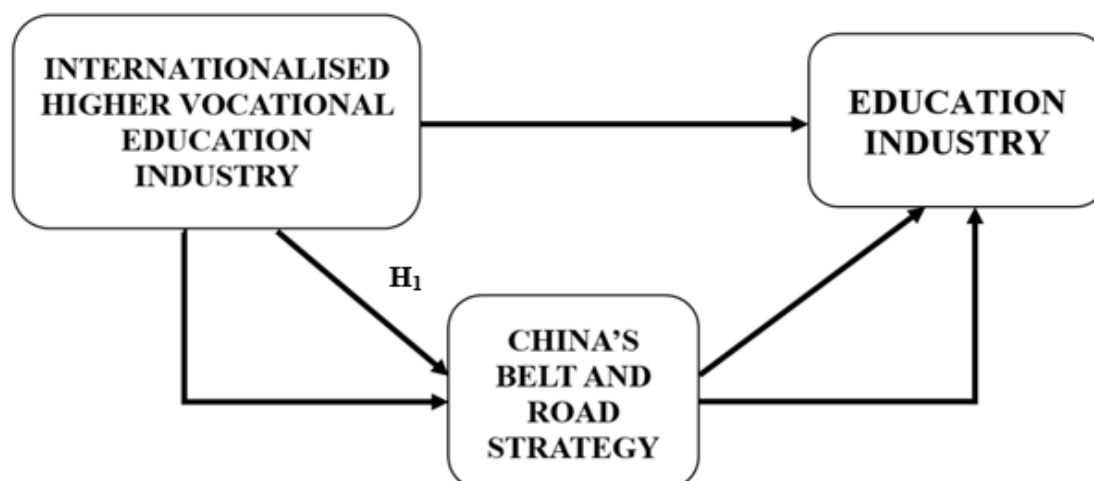 INTERNATIONALISED
HIGHER VOCATIONAL
EDUCATION
INDUSTRY
EDUCATION
INDUSTRY
H₁
CHINA’S
BELT AND
ROAD
STRATEGY